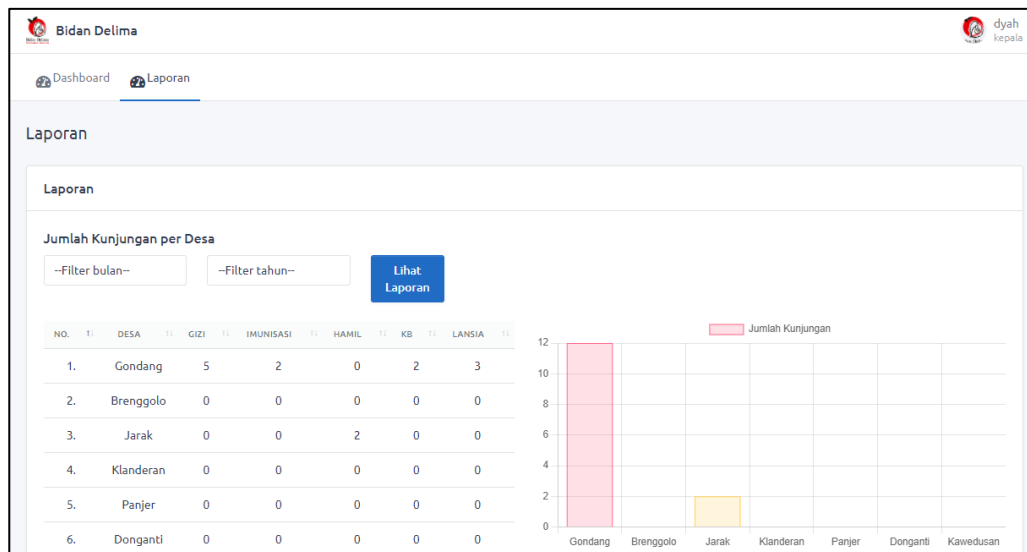 Bidan Delima
dyah
kepala
Dashboard Laporan
Laporan
Laporan
Jumlah Kunjungan per Desa
--Filter bulan-- --Filter tahun-- Lihat
Laporan
NO. DESA GIZI IMUNISASI HAMIL KB LANSIA
1. Gondang 5 2 0 2 3
2. Brenggolo 0 0 0 0 0
3. Jarak 0 0 2 0 0
4. Klanderan 0 0 0 0 0
5. Panjer 0 0 0 0 0
6. Donganti 0 0 0 0 0
Jumlah Kunjungan
12
10
8
6
4
2
0
Gondang Brenggolo Jarak Klanderan Panjer Donganti Kawedusan